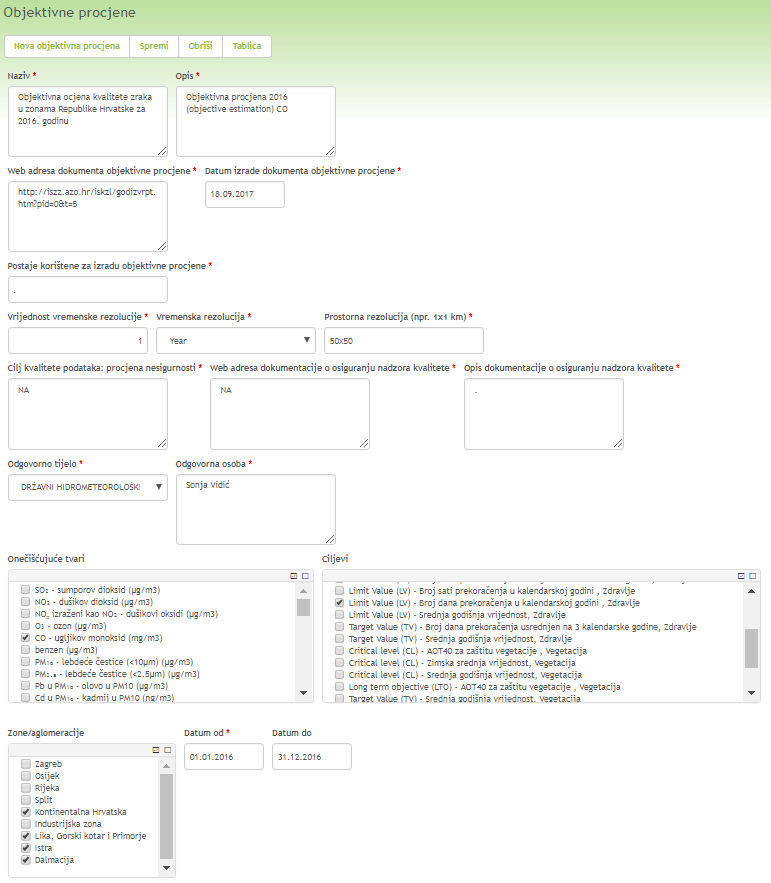 Objektivne procjene
Nova objektivna procjena Spremi Obriši Tablica
Naziv * Opis *
Objektivna ocjena kvalitete zraka
u zonama Republike Hrvatske za
2016. godinu
Objektivna procjena 2016
(objective estimation) CO
Web adresa dokumenta objektivne procjene * Datum izrade dokumenta objektivne procjene *
http://iszz.azo.hr/iskzl/godizvrpt.
htm?pid=0&t=5
18.09.2017
Postaje korištene za izradu objektivne procjene *
.
Vrijednost vremenske rezolucije * Vremenska rezolucija * Prostorna rezolucija (npr. 1x1 km) *
1 Year 50x50
Cilj kvalitete podataka: procjena nesigurnosti * Web adresa dokumentacije o osiguranju nadzora kvalitete * Opis dokumentacije o osiguranju nadzora kvalitete *
NA NA .
Odgovorno tijelo * Odgovorna osoba *
DRŽAVNI HIDROMETEOROLOŠKI Sonja Vidić
Onečišćujuće tvari
SO₂ - sumporov dioksid (µg/m3)
NO₂ - dušikov dioksid (µg/m3)
NOₓ izraženi kao NO₂ - dušikovi oksidi (µg/m3)
O₃ - ozon (µg/m3)
CO - ugljikov monoksid (mg/m3)
benzen (µg/m3)
PM₁₀ - lebdeće čestice (<10µm) (µg/m3)
PM₂.₅ - lebdeće čestice (<2.5µm) (µg/m3)
Pb u PM₁₀ - olovo u PM10 (µg/m3)
Cd u PM₁₀ - kadmij u PM10 (ng/m3)
Ciljevi
Limit Value (LV) - Broj sati prekoračenja u kalendarskoj godini , Zdravlje
Limit Value (LV) - Broj dana prekoračenja u kalendarskoj godini , Zdravlje
Limit Value (LV) - Srednja godišnja vrijednost, Zdravlje
Target Value (TV) - Broj dana prekoračenja usrednjen na 3 kalendarske godine, Zdravlje
Target Value (TV) - Srednja godišnja vrijednost, Zdravlje
Critical level (CL) - AOT40 za zaštitu vegetacije , Vegetacija
Critical level (CL) - Zimska srednja vrijednost, Vegetacija
Critical level (CL) - Srednja godišnja vrijednost, Vegetacija
Long term objective (LTO) - AOT40 za zaštitu vegetacije , Vegetacija
Target Value (TV) - Srednja godišnja vrijednost, Vegetacija
Zone/aglomeracije Datum od * Datum do
01.01.2016 31.12.2016
Zagreb
Osijek
Rijeka
Split
Kontinentalna Hrvatska
Industrijska zona
Lika, Gorski kotar i Primorje
Istra
Dalmacija